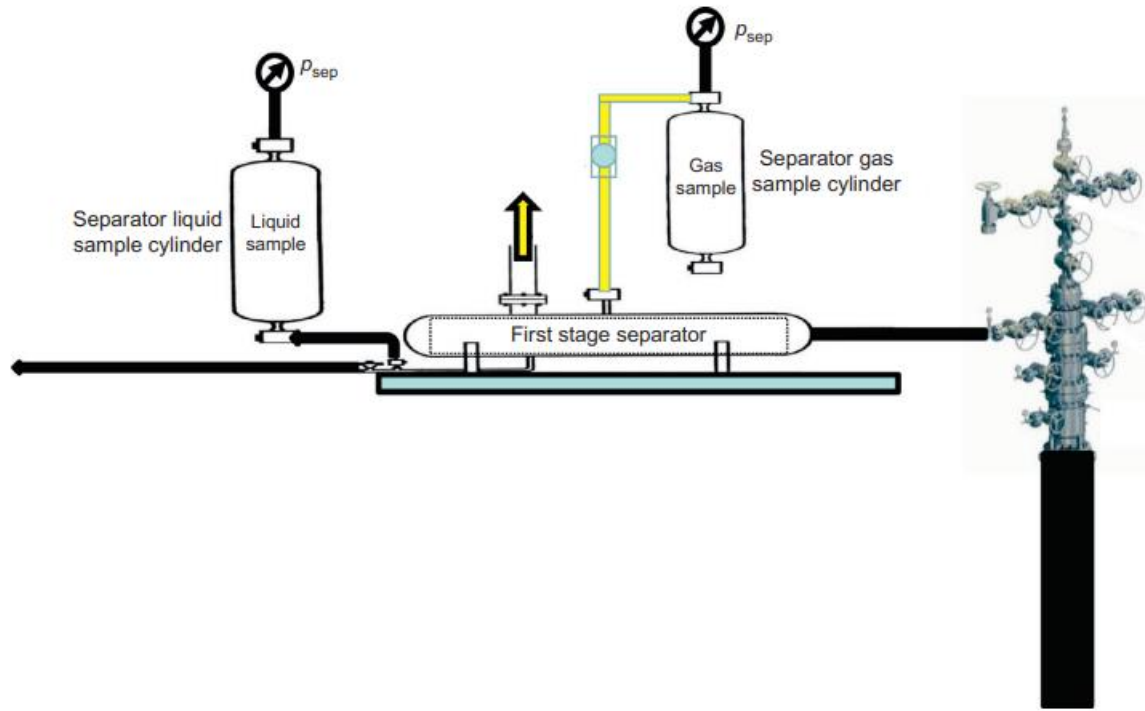 p_sep
p_sep
Separator liquid
sample cylinder
Liquid
sample
Gas
sample
Separator gas
sample cylinder
First stage separator